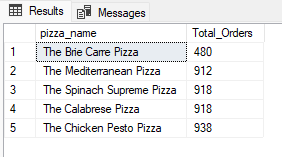 Results Messages
pizza_name Total_Orders
1 The Brie Carre Pizza 480
2 The Mediterranean Pizza 912
3 The Spinach Supreme Pizza 918
4 The Calabrese Pizza 918
5 The Chicken Pesto Pizza 938